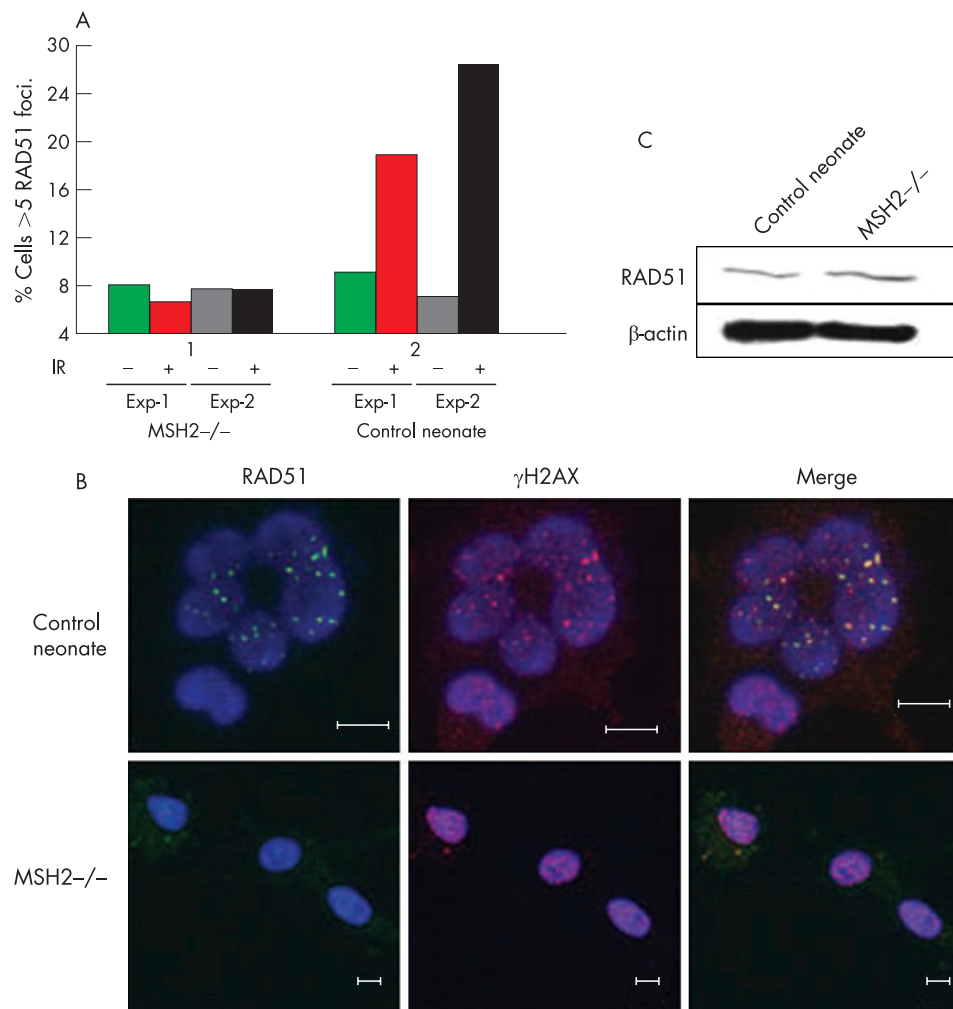 A
% Cells >5 RAD51 foci.
30
24
20
16
12
8
4
1
2
IR
– + – + – + – +
Exp-1 Exp-2 Exp-1 Exp-2
MSH2–/– Control neonate
C
Control neonate
MSH2–/–
RAD51
β-actin
B
RAD51 γH2AX Merge
Control
neonate
MSH2–/–